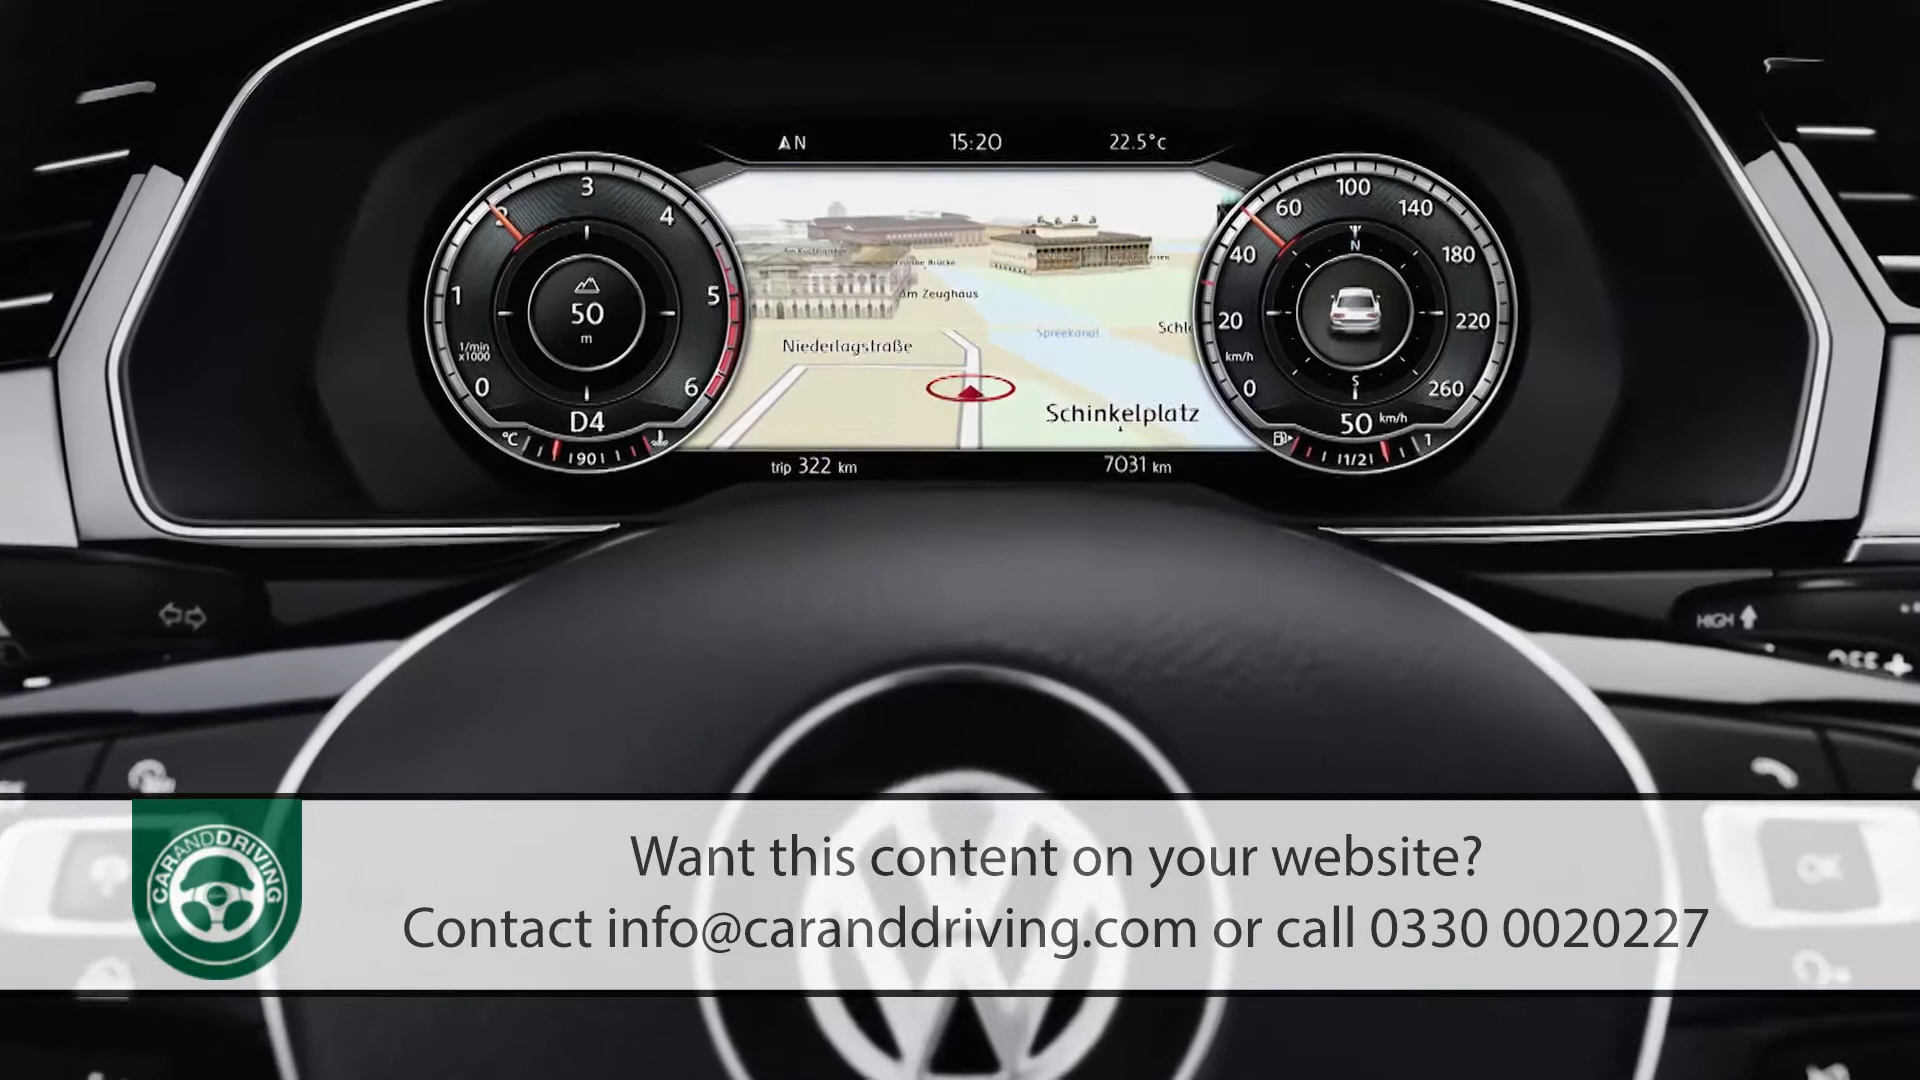 N
15:20
22.5°C
3
2
4
1
5
1/min
x1000
0
6
50
m
D4
°C
90
Am Zeughaus
Niederlagstraße
Spreekanal
Schl
Schinkelplatz
trip 322 km
7031 km
100
60
140
40
180
20
220
km/h
0
260
N
S
50 km/h
1/2
1
HIGH
OFF
CARANDDRIVING
Want this content on your website?
Contact info@caranddriving.com or call 0330 0020227